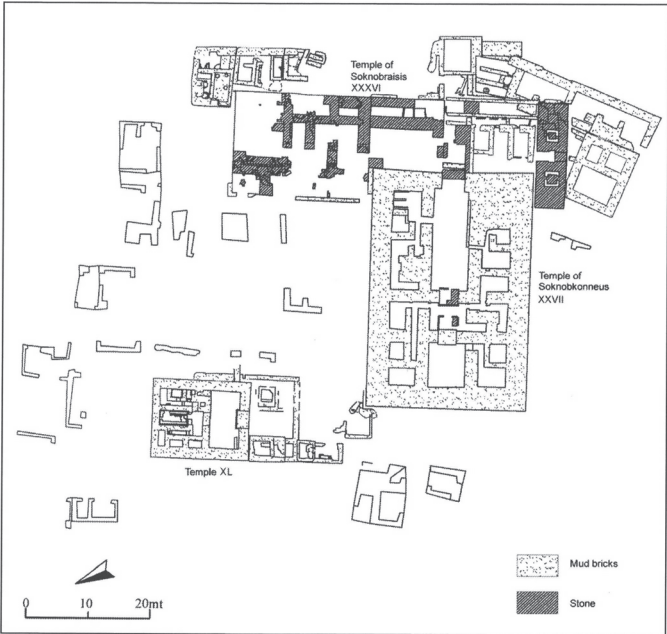 Temple of
Soknobraisis
XXXVI
Temple of
Soknobkonneus
XXVII
Temple XL
Mud bricks
Stone
0 10 20mt